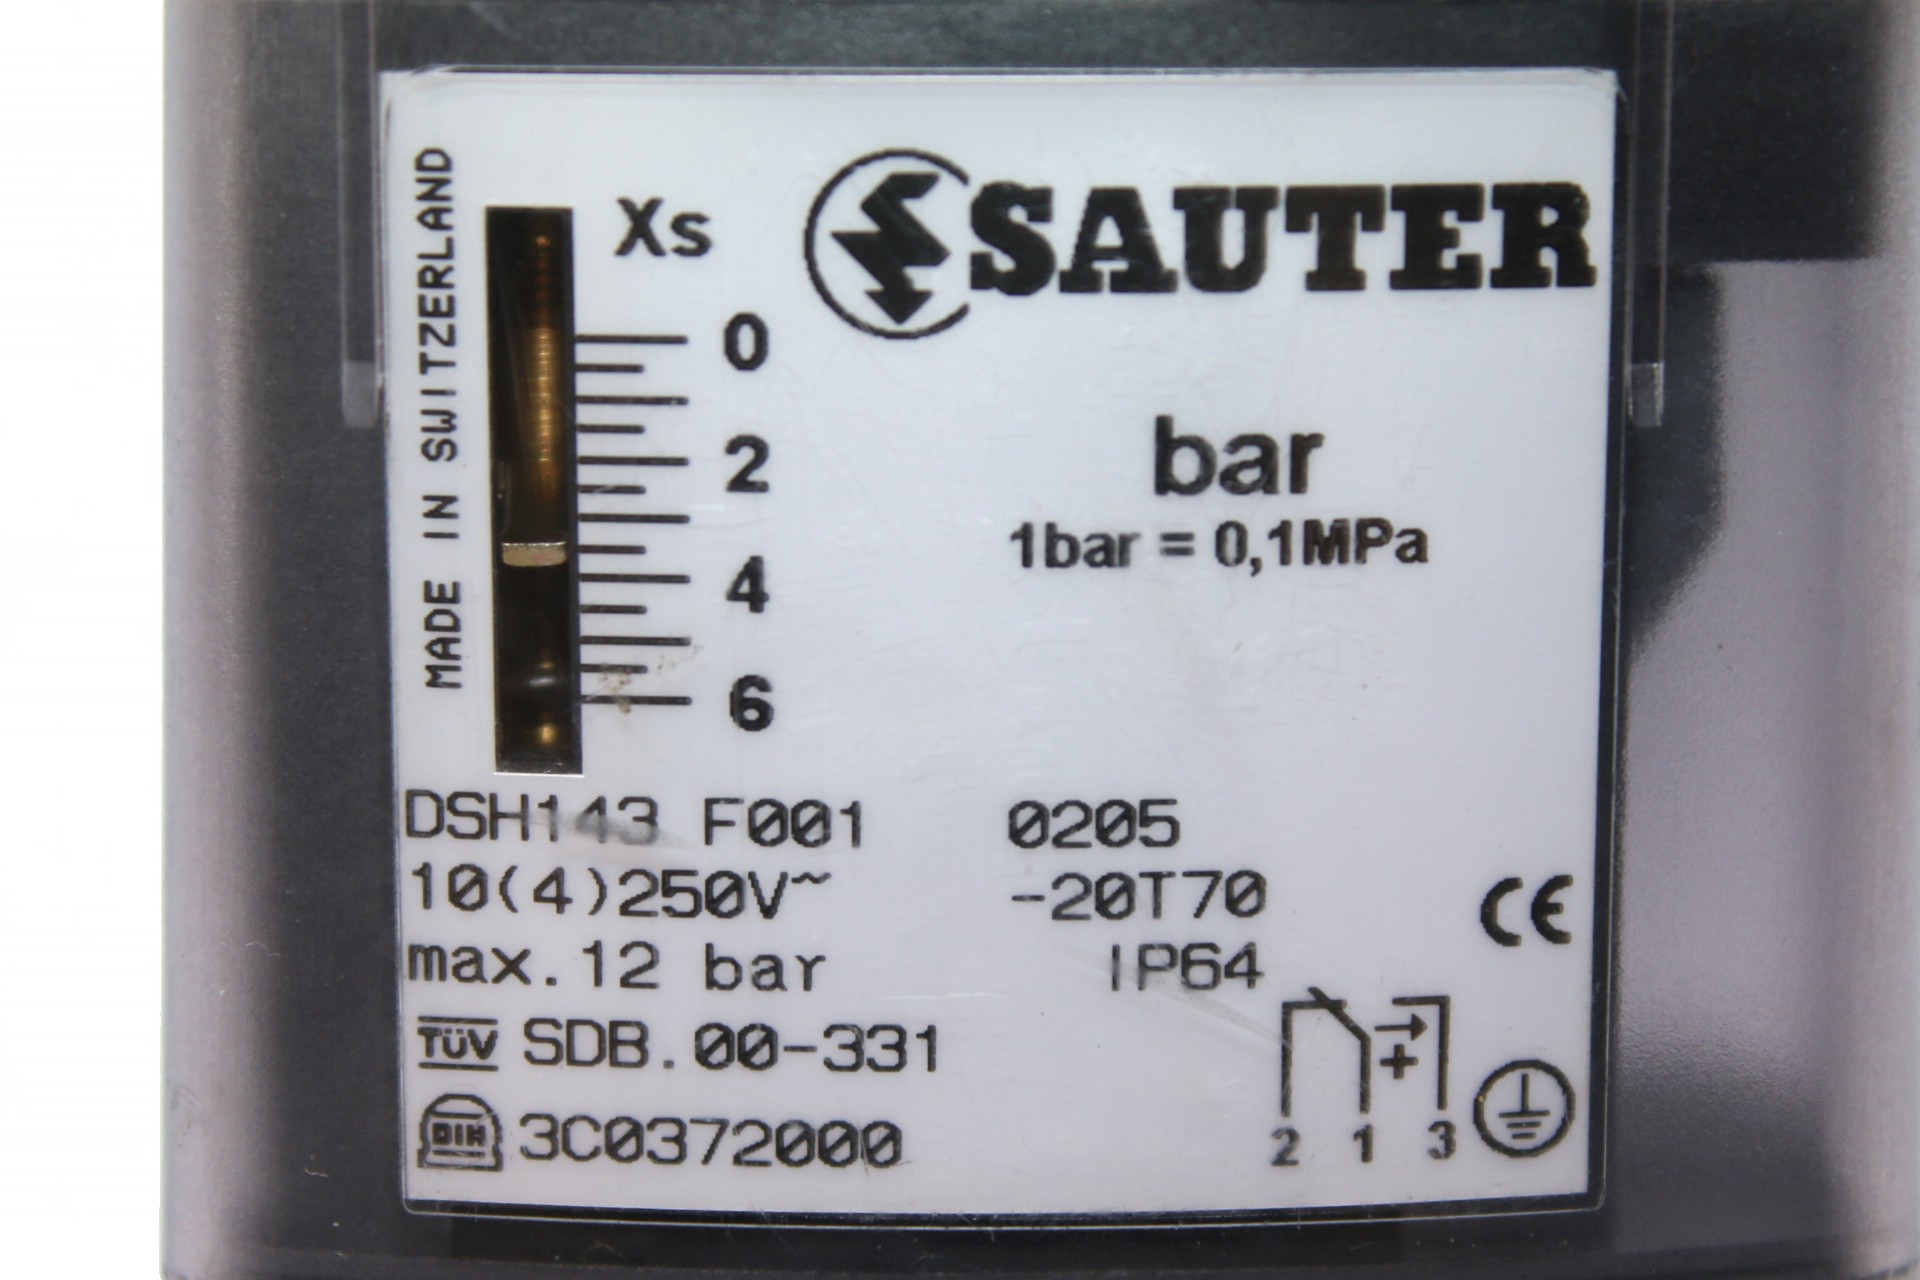 MADE IN SWITZERLAND
Xs
SAUTER
0
2
4
6
bar
1bar = 0,1MPa
DSH143 F001 0205
10(4)250V~ -20T70
CE
max.12 bar IP64
TÜV SDB.00-331
+
DIN 3C0372000
2 1 3